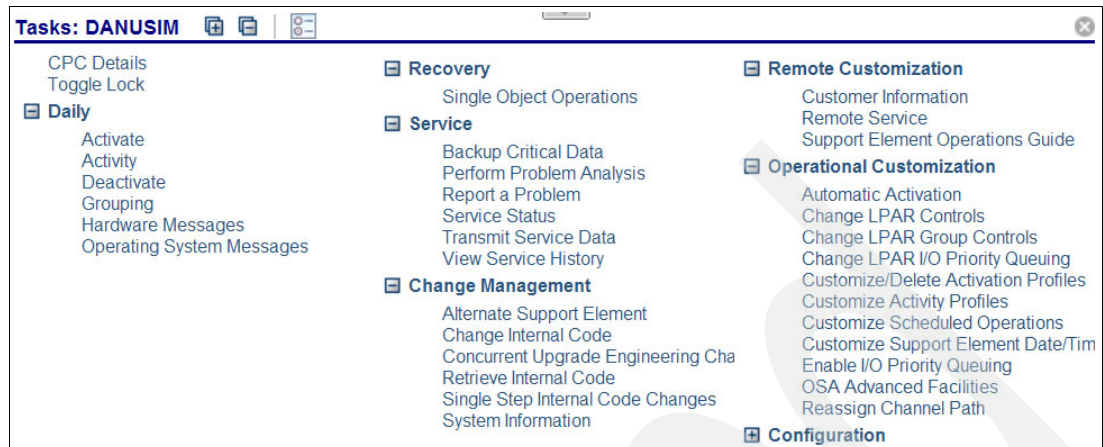 Tasks: DANUSIM
CPC Details
Toggle Lock
Daily
Activate
Activity
Deactivate
Grouping
Hardware Messages
Operating System Messages
Recovery
Single Object Operations
Service
Backup Critical Data
Perform Problem Analysis
Report a Problem
Service Status
Transmit Service Data
View Service History
Change Management
Alternate Support Element
Change Internal Code
Concurrent Upgrade Engineering Cha
Retrieve Internal Code
Single Step Internal Code Changes
System Information
Remote Customization
Customer Information
Remote Service
Support Element Operations Guide
Operational Customization
Automatic Activation
Change LPAR Controls
Change LPAR Group Controls
Change LPAR I/O Priority Queuing
Customize/Delete Activation Profiles
Customize Activity Profiles
Customize Scheduled Operations
Customize Support Element Date/Tim
Enable I/O Priority Queuing
OSA Advanced Facilities
Reassign Channel Path
Configuration